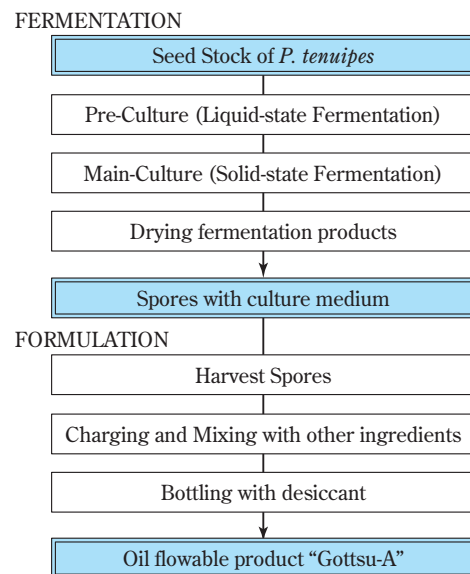 FERMENTATION
Seed Stock of P. tenuipes
Pre-Culture (Liquid-state Fermentation)
Main-Culture (Solid-state Fermentation)
Drying fermentation products
Spores with culture medium
FORMULATION
Harvest Spores
Charging and Mixing with other ingredients
Bottling with desiccant
Oil flowable product “Gottsu-A”